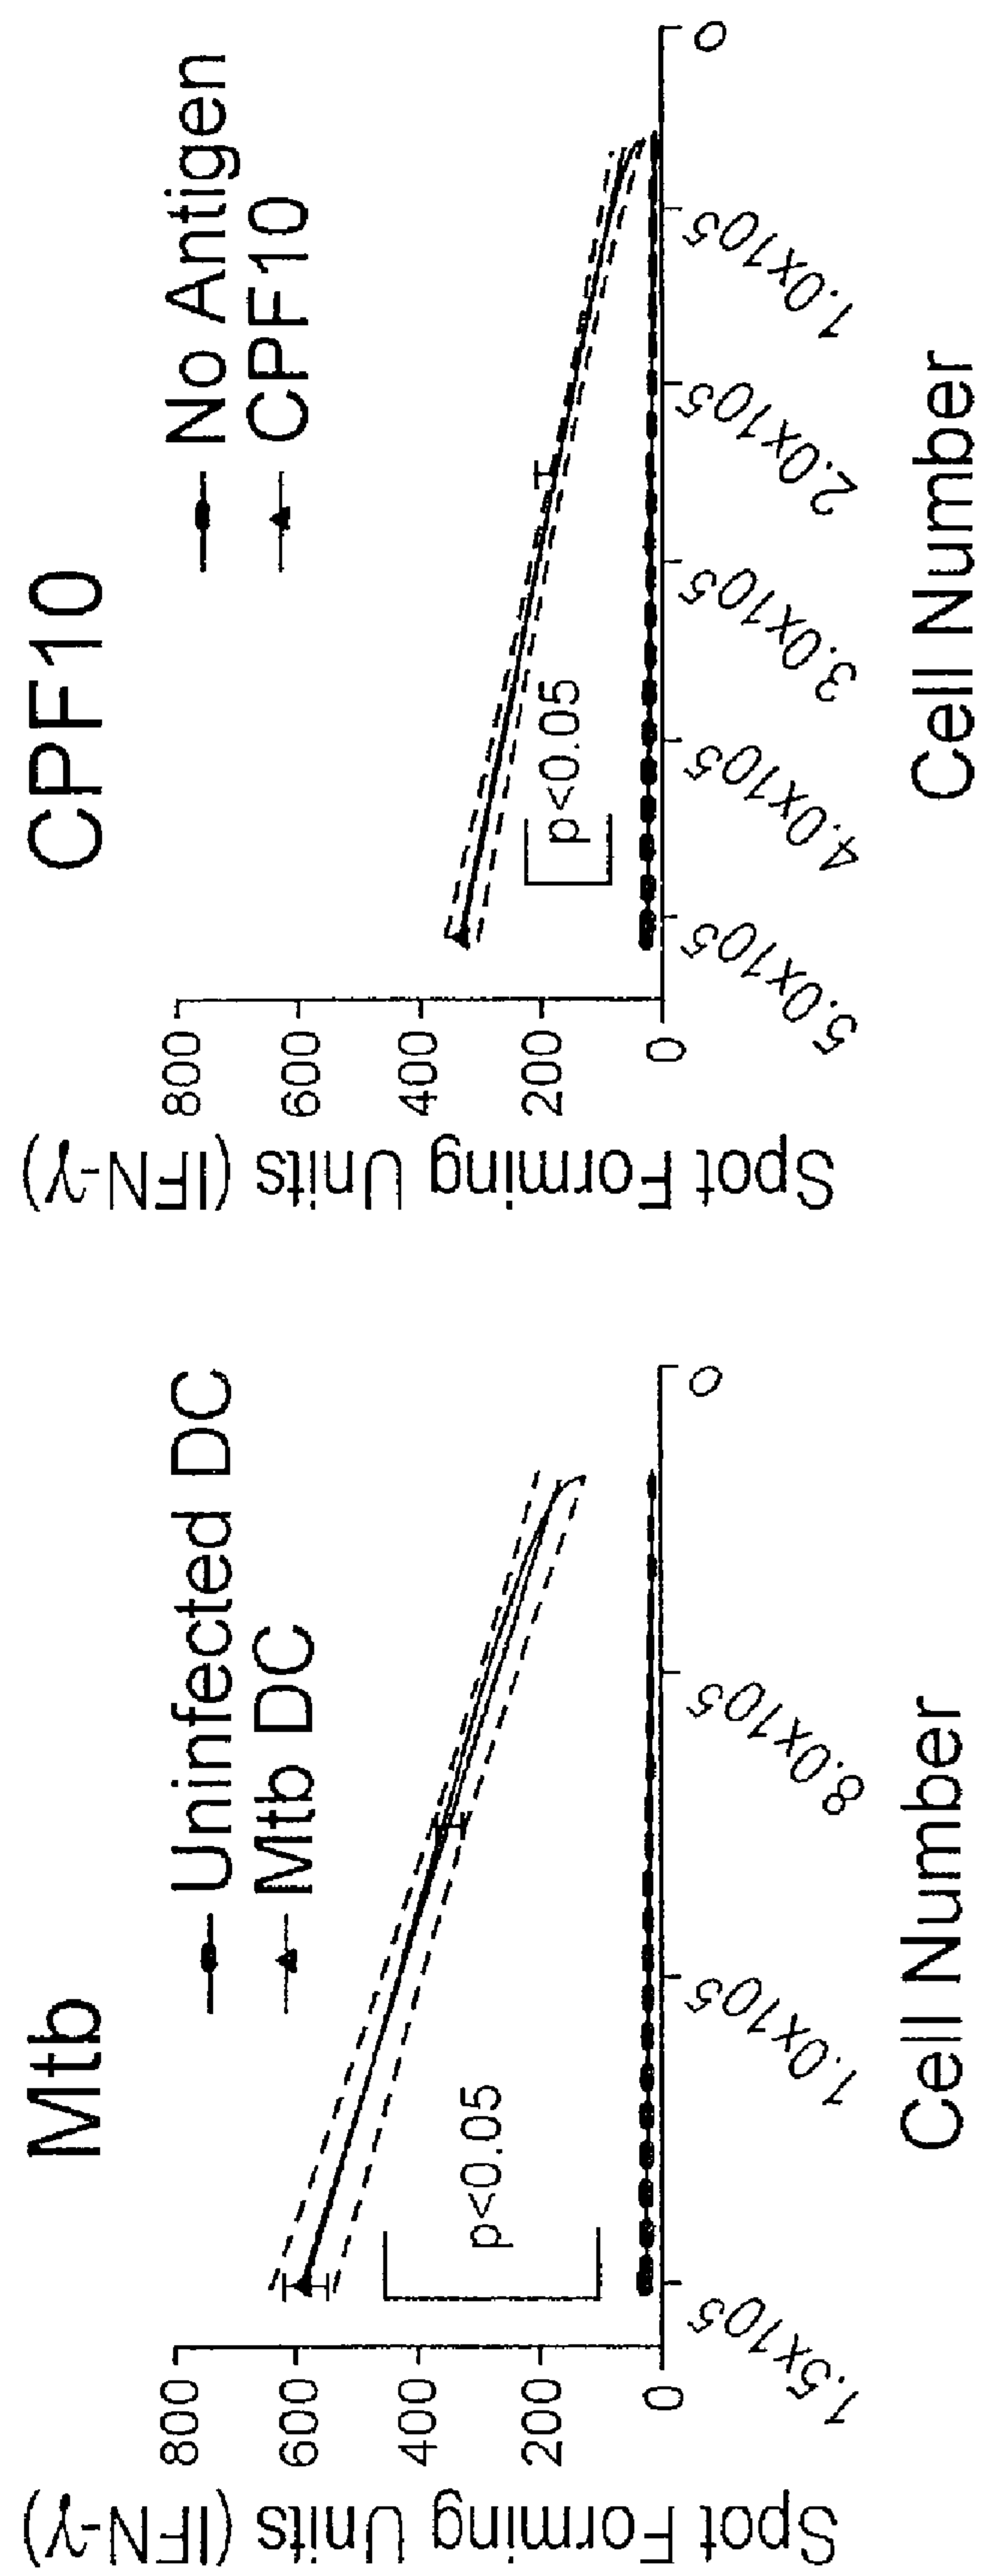 Mtb
Uninfected DC
Mtb DC
Spot Forming Units (IFN-γ)
800
600
400
200
0
p<0.05
1.5x105
1.0x105
8.0x105
0
Cell Number
CPF10
No Antigen
CPF10
Spot Forming Units (IFN-γ)
800
600
400
200
0
p<0.05
5.0x105
4.0x105
3.0x105
2.0x105
1.0x105
0
Cell Number